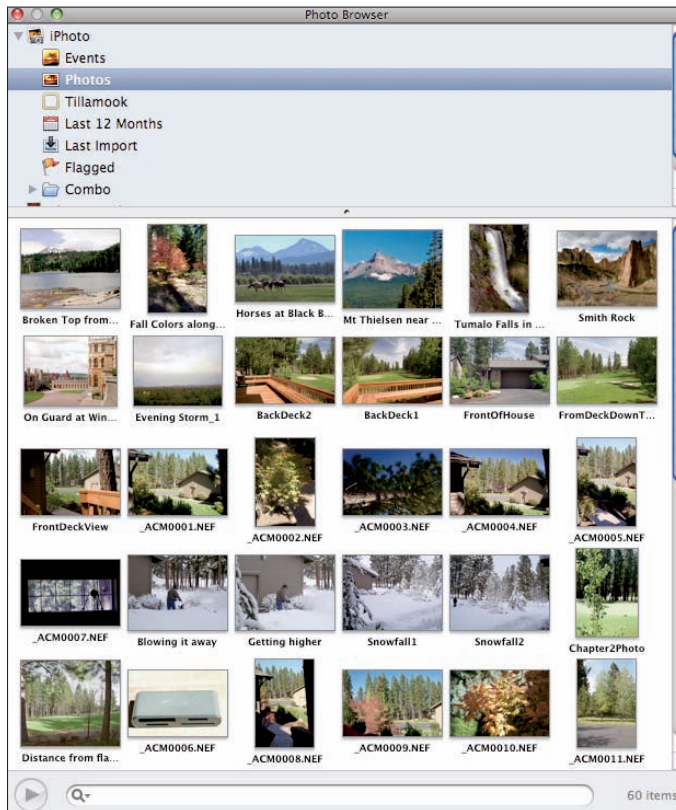 Photo Browser
iPhoto
Events
Photos
Tillamook
Last 12 Months
Last Import
Flagged
Combo
Broken Top from...
Fall Colors along...
Horses at Black B...
Mt Thielsen near ...
Tumalo Falls in ...
Smith Rock
On Guard at Win...
Evening Storm_1
BackDeck2
BackDeck1
FrontOfHouse
FromDeckDownT...
FrontDeckView
_ACM0001.NEF
_ACM0002.NEF
_ACM0003.NEF
_ACM0004.NEF
_ACM0005.NEF
_ACM0007.NEF
Blowing it away
Getting higher
Snowfall1
Snowfall2
Chapter2Photo
Distance from fla...
_ACM0006.NEF
_ACM0008.NEF
_ACM0009.NEF
_ACM0010.NEF
_ACM0011.NEF
60 items